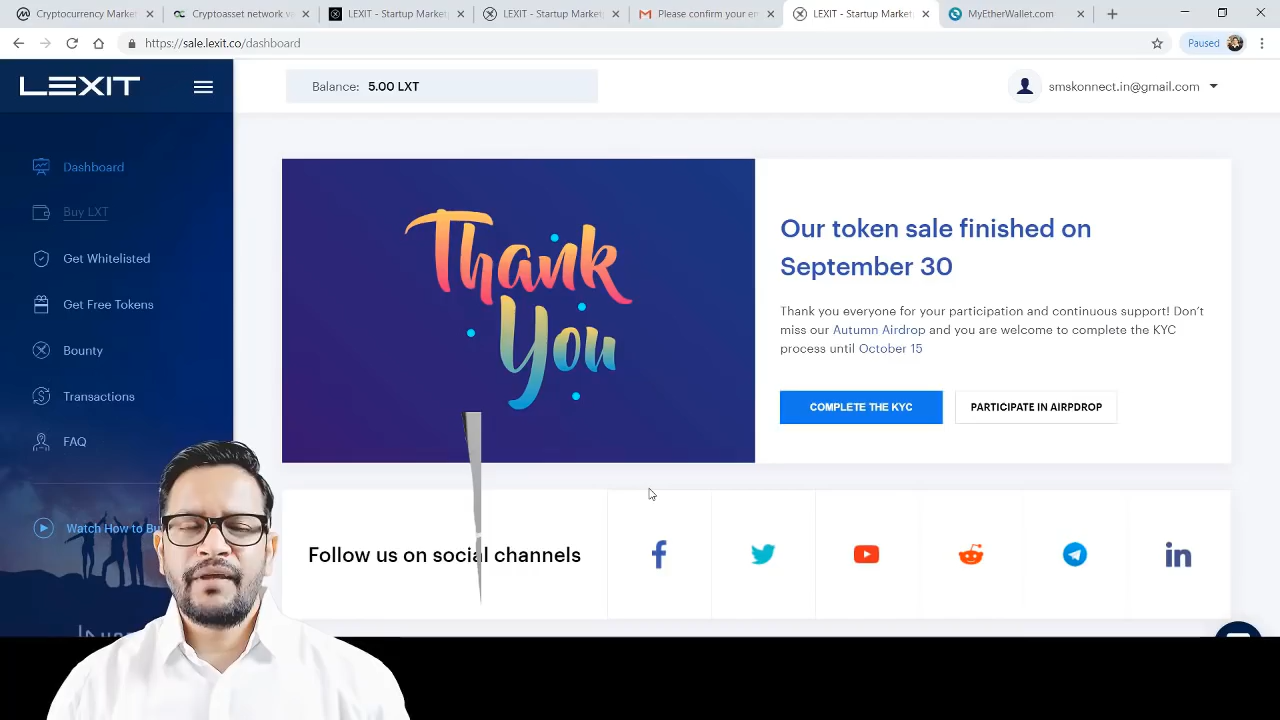 Cryptocurrency Market
Cryptoasset network v
LEXIT - Startup Market
LEXIT - Startup Market
Please confirm your em
LEXIT - Startup Market
MyEtherWallet.com
https://sale.lexit.co/dashboard
Paused
LEXIT
Balance: 5.00 LXT
smskonnect.in@gmail.com
Dashboard
Buy LXT
Get Whitelisted
Get Free Tokens
Bounty
Transactions
FAQ
Watch How to Bu
Thank
You
Our token sale finished on
September 30
Thank you everyone for your participation and continuous support! Don't
miss our Autumn Airdrop and you are welcome to complete the KYC
process until October 15
COMPLETE THE KYC
PARTICIPATE IN AIRPDROP
Follow us on social channels